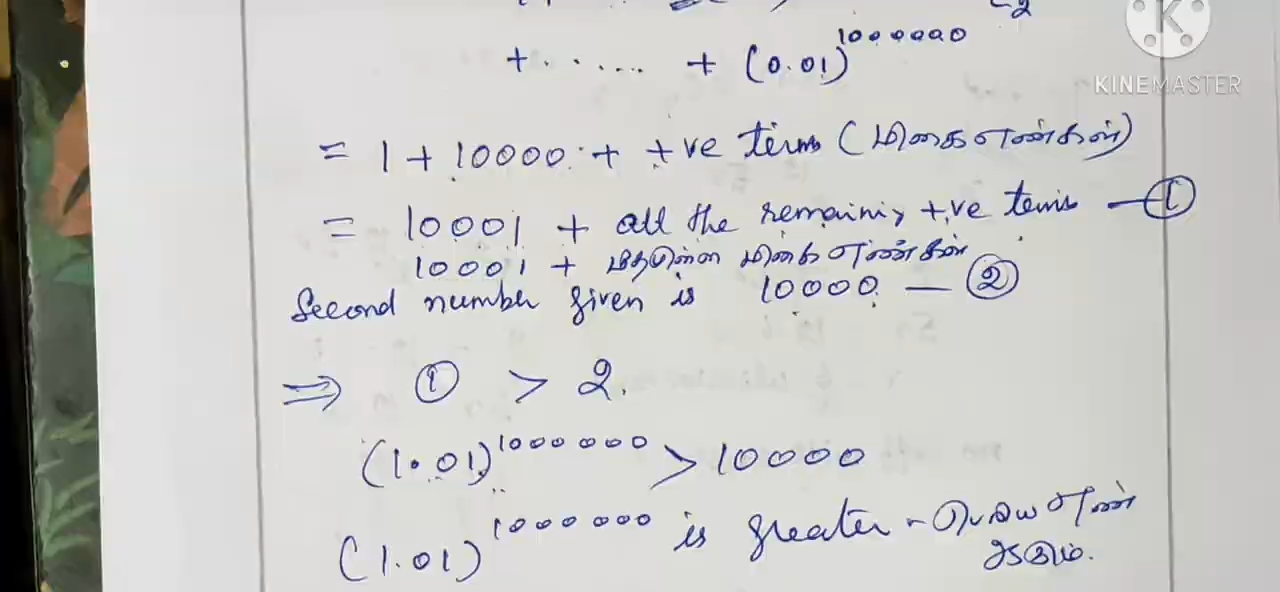 + ...... + (0.01)^1000000
KINEMASTER
= 1 + 10000 + +ve terms (மிகை எண்கள்)
= 10001 + all the remaining +ve terms — ①
10001 + மிகை எண்கள்
Second number given is 10000 — ②
⇒ ① > 2.
(1.01)^1000000 > 10000
(1.01)^1000000 is greater - பெரிய எண்
ஆகும்.